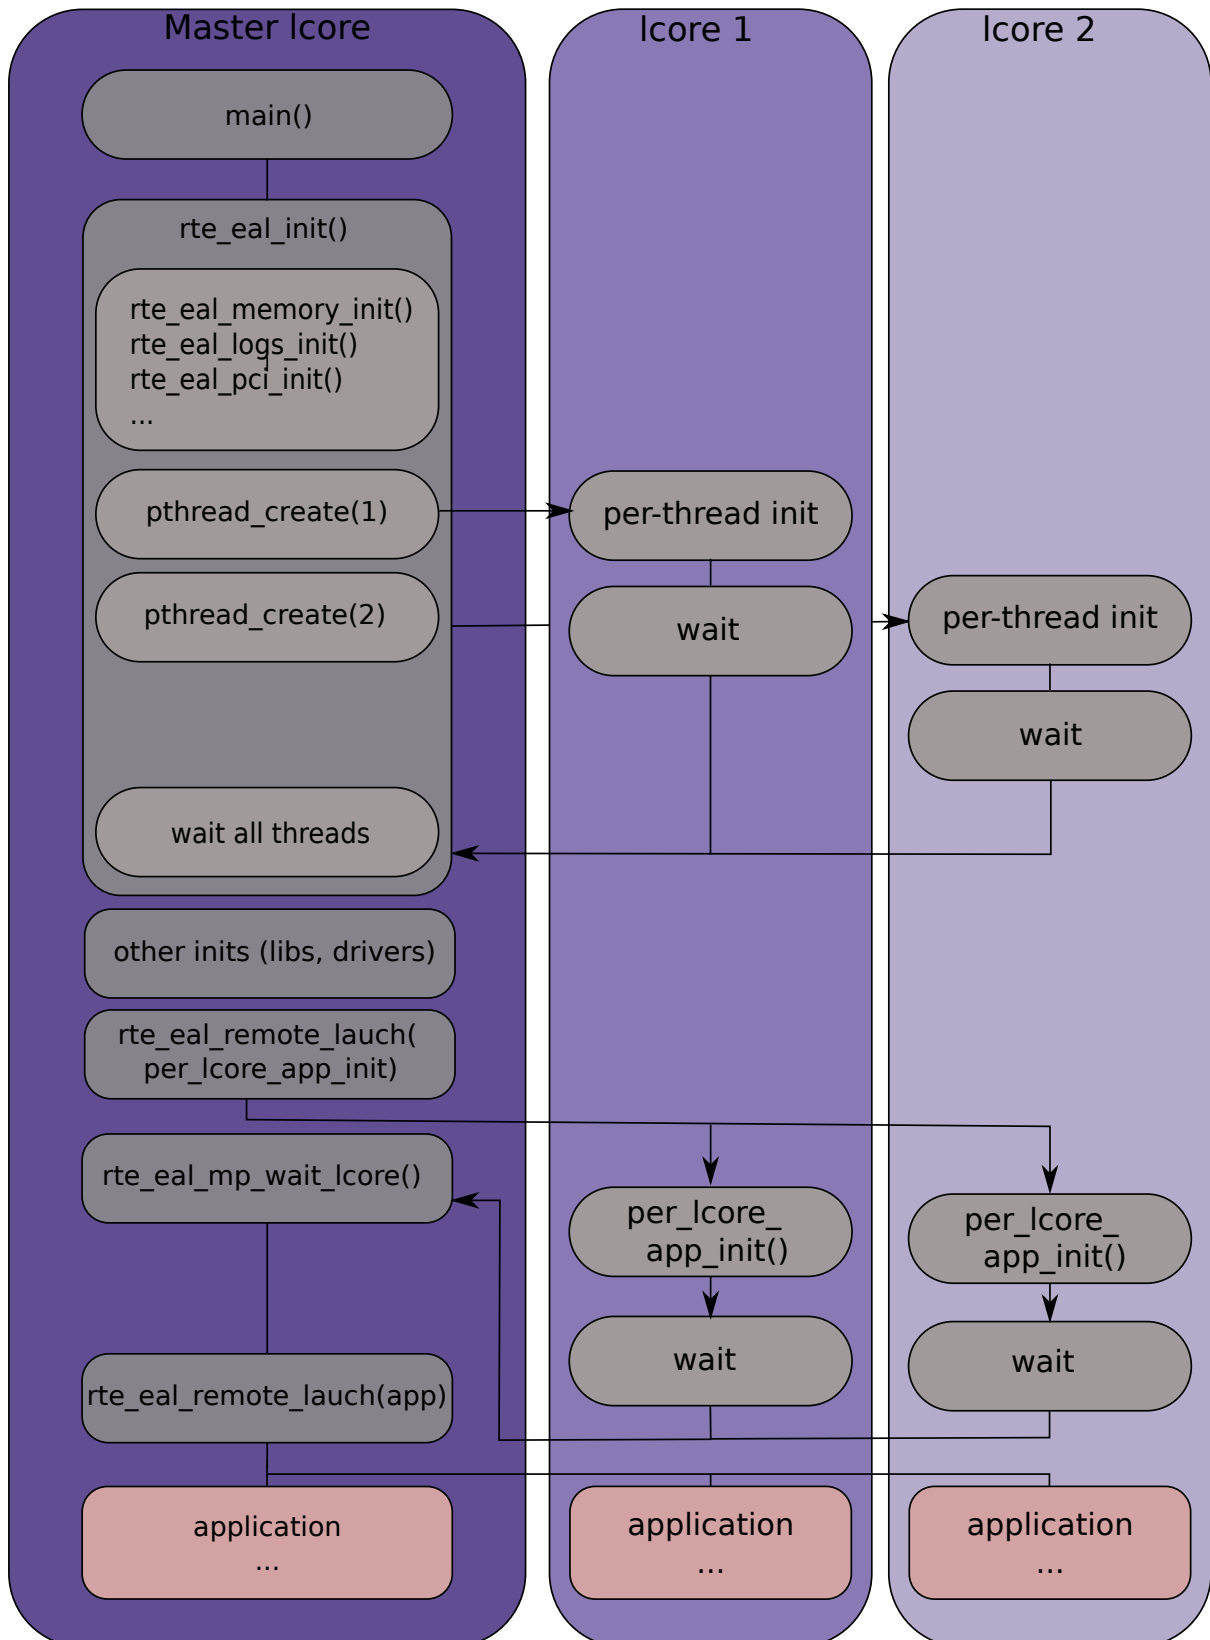 Master lcore
main()
rte_eal_init()
rte_eal_memory_init()
rte_eal_logs_init()
rte_eal_pci_init()
...
pthread_create(1)
pthread_create(2)
wait all threads
other inits (libs, drivers)
rte_eal_remote_lauch(
per_lcore_app_init)
rte_eal_mp_wait_lcore()
rte_eal_remote_lauch(app)
application
...
lcore 1
per-thread init
wait
per_lcore_
app_init()
wait
application
...
lcore 2
per-thread init
wait
per_lcore_
app_init()
wait
application
...